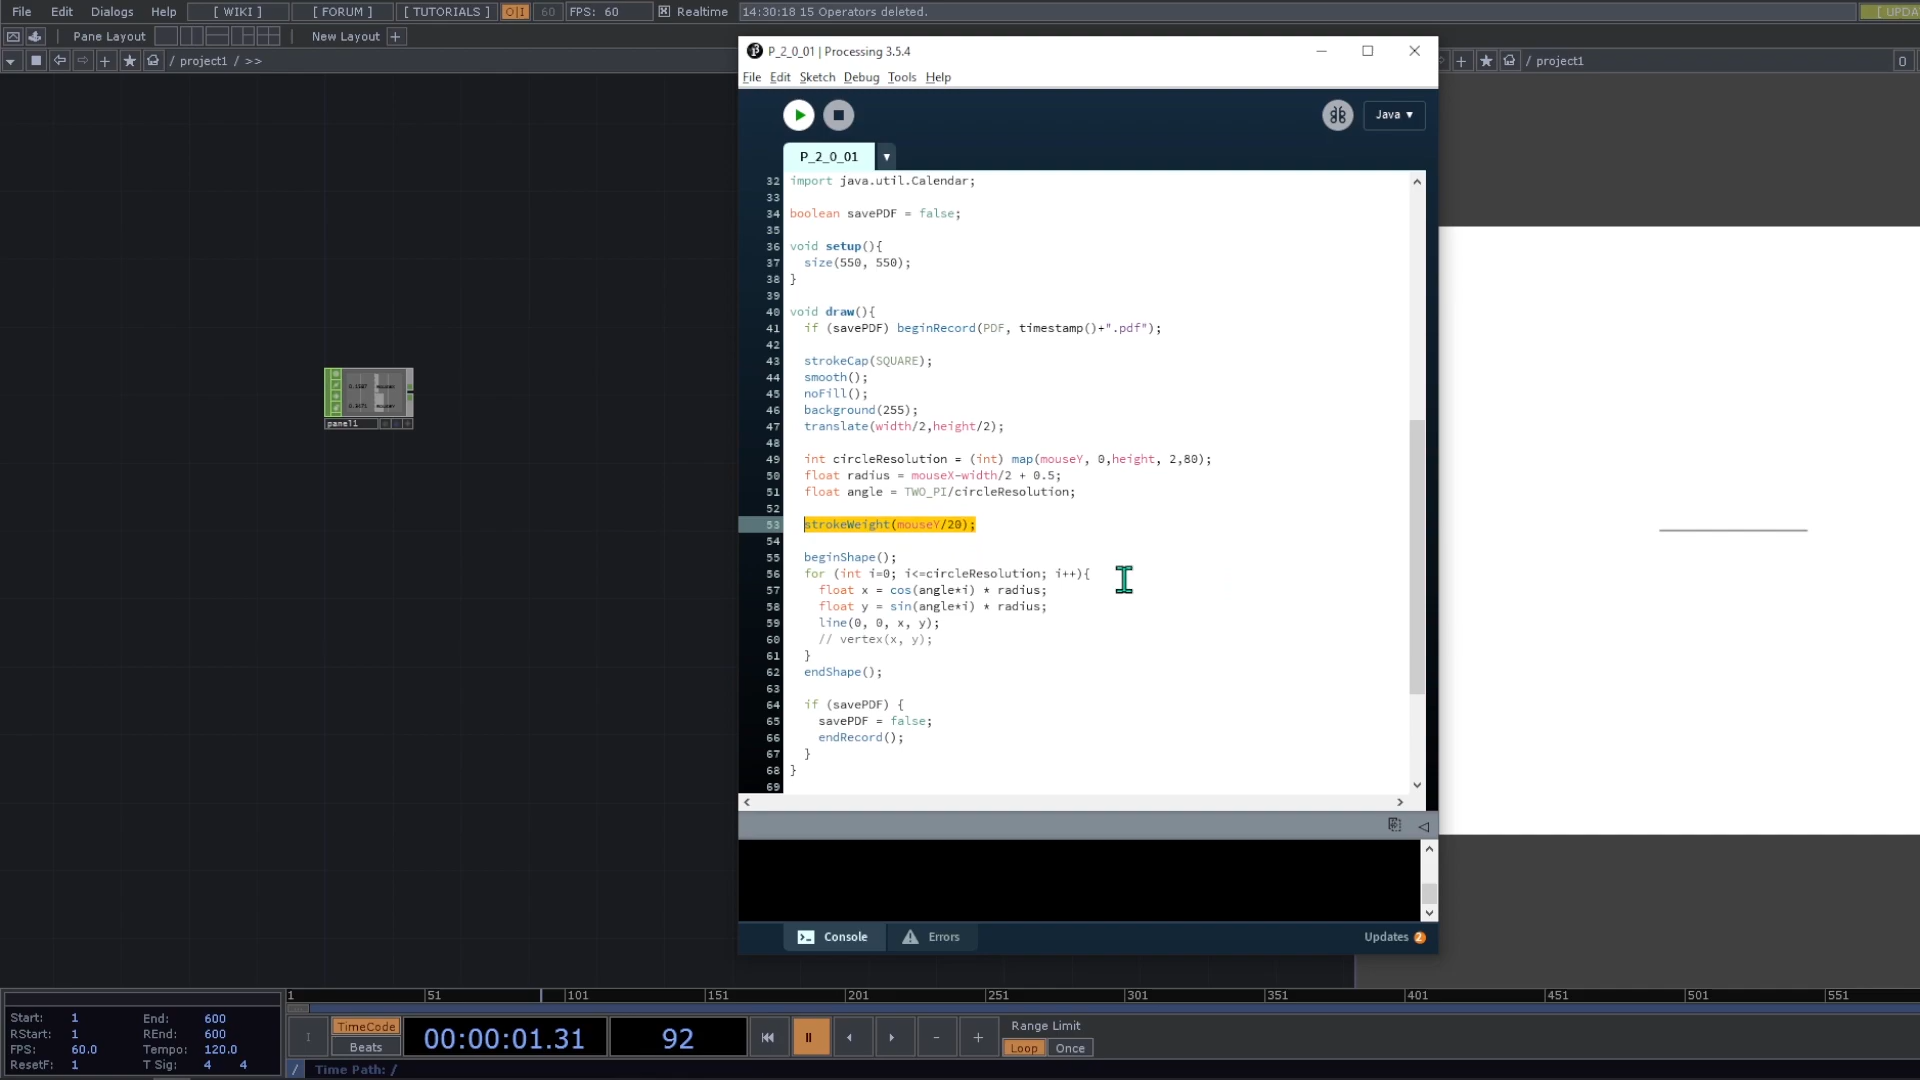 File Edit Dialogs Help [ WIKI ] [ FORUM ] [ TUTORIALS ] O|I 60 FPS: 60 Realtime 14:30:18 15 Operators deleted.
Pane Layout New Layout +
/ project1 / >>
/ project1 0
P_2_0_01 | Processing 3.5.4
File Edit Sketch Debug Tools Help
Java ▾
P_2_0_01 ▾
32 import java.util.Calendar;
33
34 boolean savePDF = false;
35
36 void setup(){
37 size(550, 550);
38 }
39
40 void draw(){
41 if (savePDF) beginRecord(PDF, timestamp()+".pdf");
42
43 strokeCap(SQUARE);
44 smooth();
45 noFill();
46 background(255);
47 translate(width/2,height/2);
48
49 int circleResolution = (int) map(mouseY, 0,height, 2,80);
50 float radius = mouseX-width/2 + 0.5;
51 float angle = TWO_PI/circleResolution;
52
53 strokeWeight(mouseY/20);
54
55 beginShape();
56 for (int i=0; i<=circleResolution; i++){
57 float x = cos(angle*i) * radius;
58 float y = sin(angle*i) * radius;
59 line(0, 0, x, y);
60 // vertex(x, y);
61 }
62 endShape();
63
64 if (savePDF) {
65 savePDF = false;
66 endRecord();
67 }
68 }
69
panel1
Console Errors Updates 2
1 51 101 151 201 251 301 351 401 451 501 551
Start: 1 End: 600
RStart: 1 REnd: 600
FPS: 60.0 Tempo: 120.0
ResetF: 1 T Sig: 4 4
TimeCode
Beats
00:00:01.31 92
Range Limit
Loop Once
/ Time Path: /